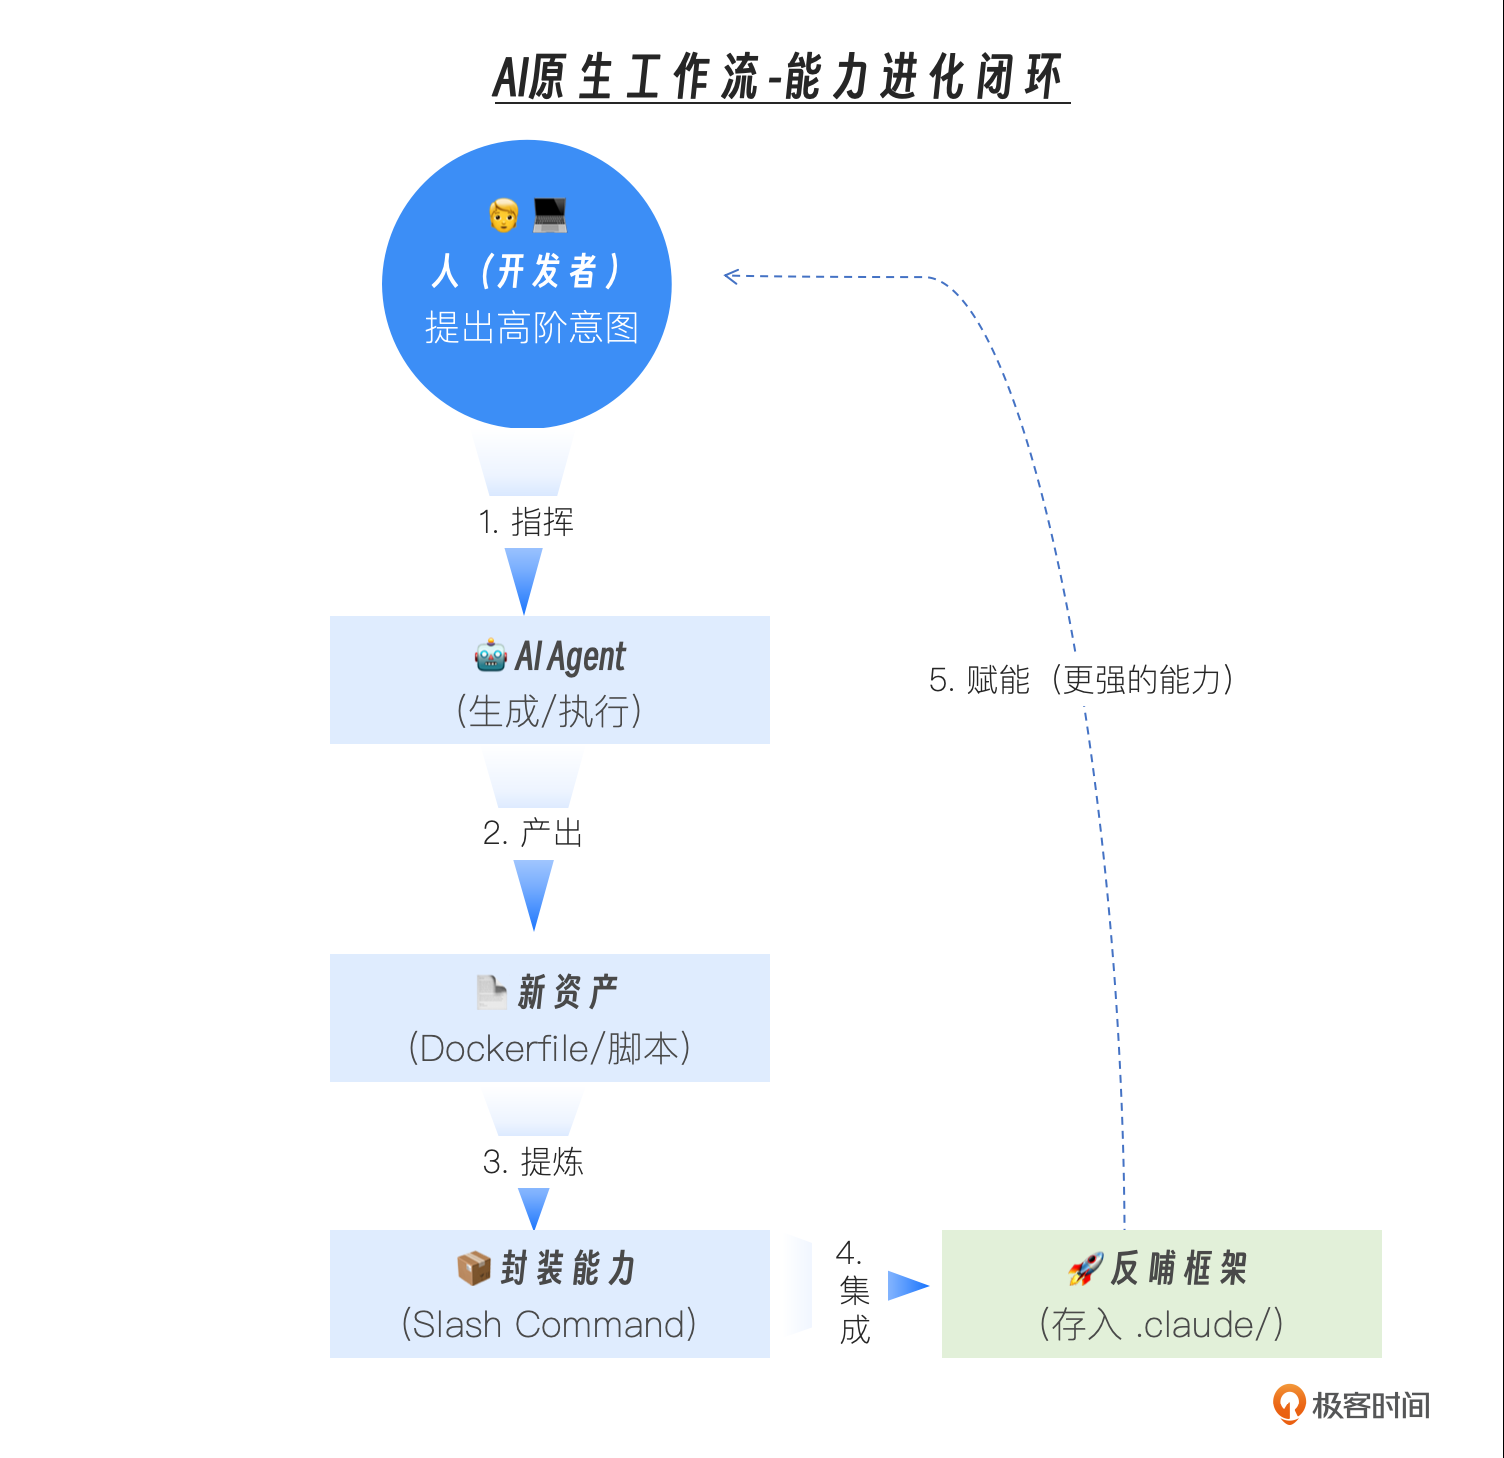 AI原生工作流-能力进化闭环
人（开发者）
提出高阶意图
1. 指挥
AI Agent
（生成/执行）
5. 赋能（更强的能力）
2. 产出
新资产
（Dockerfile/脚本）
3. 提炼
封装能力
（Slash Command）
4.
集
成
反哺框架
（存入 .claude/）
极客时间